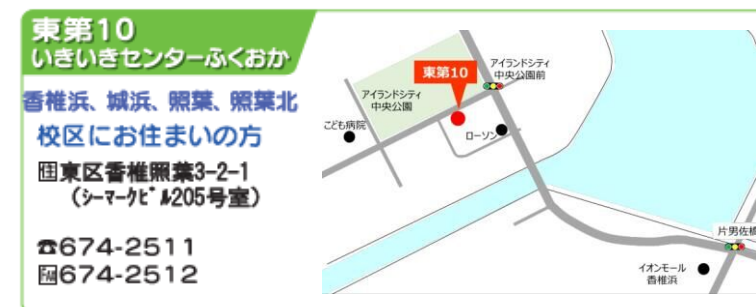 東第10
いきいきセンターふくおか
香椎浜、城浜、照葉、照葉北
校区にお住まいの方
住東区香椎照葉3-2-1
(ｼｰﾏｰｸﾋﾞﾙ205号室)
☎674-2511
FAX674-2512
東第10
アイランドシティ
中央公園前
アイランドシティ
中央公園
こども病院
ローソン
片男佐橋
イオンモール
香椎浜